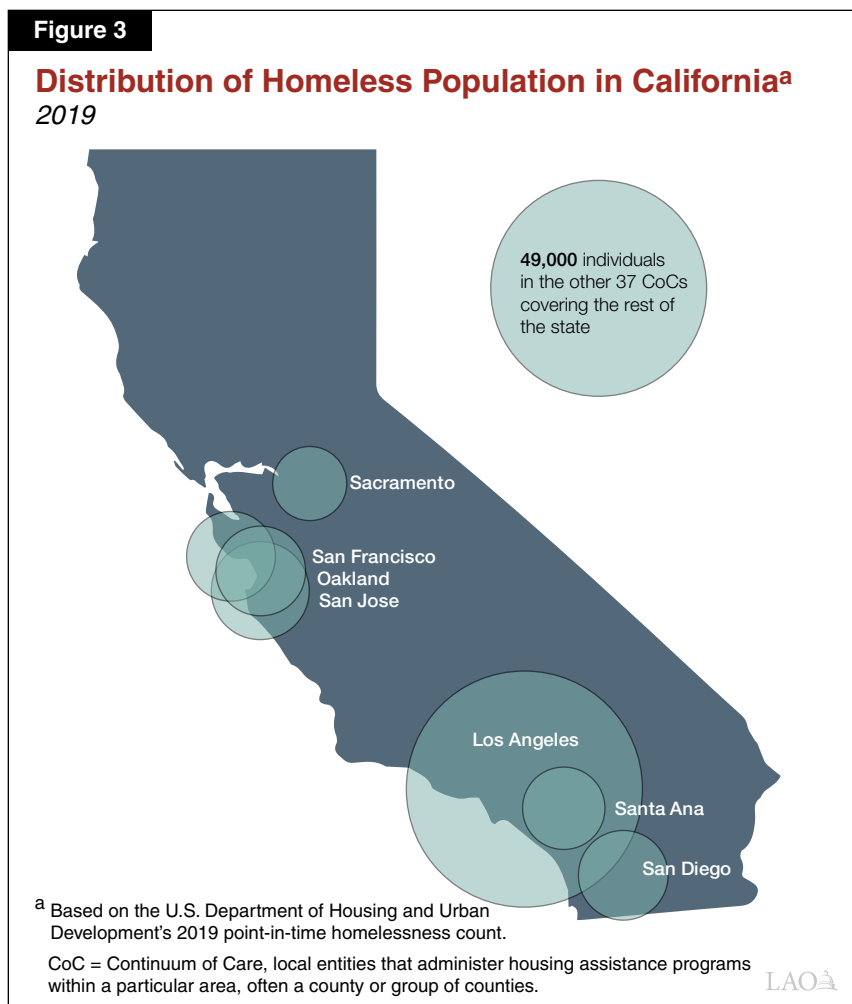 Figure 3
Distribution of Homeless Population in Californiaa
2019
49,000 individuals
in the other 37 CoCs
covering the rest of
the state
Sacramento
San Francisco
Oakland
San Jose
Los Angeles
Santa Ana
San Diego
a Based on the U.S. Department of Housing and Urban
Development's 2019 point-in-time homelessness count.
CoC = Continuum of Care, local entities that administer housing assistance programs
within a particular area, often a county or group of counties.
LAO